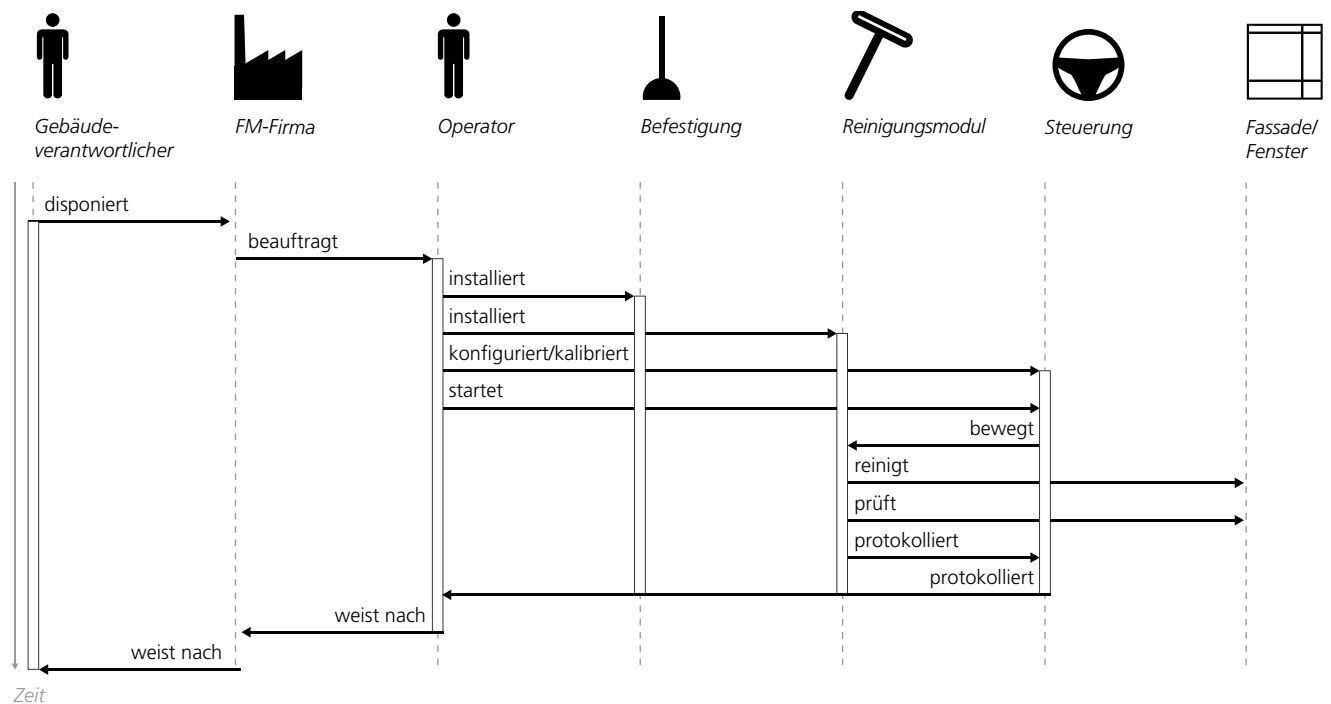 Gebäude-
verantwortlicher
FM-Firma
Operator
Befestigung
Reinigungsmodul
Steuerung
Fassade/
Fenster
disponiert
beauftragt
installiert
installiert
konfiguriert/kalibriert
startet
bewegt
reinigt
prüft
protokolliert
protokolliert
weist nach
weist nach
Zeit